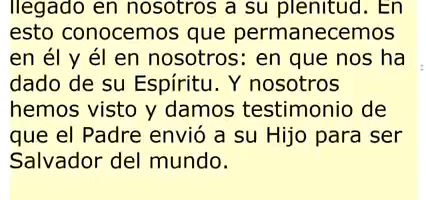 llegado en nosotros a su plenitud. En
esto conocemos que permanecemos
en él y él en nosotros: en que nos ha
dado de su Espíritu. Y nosotros
hemos visto y damos testimonio de
que el Padre envió a su Hijo para ser
Salvador del mundo.